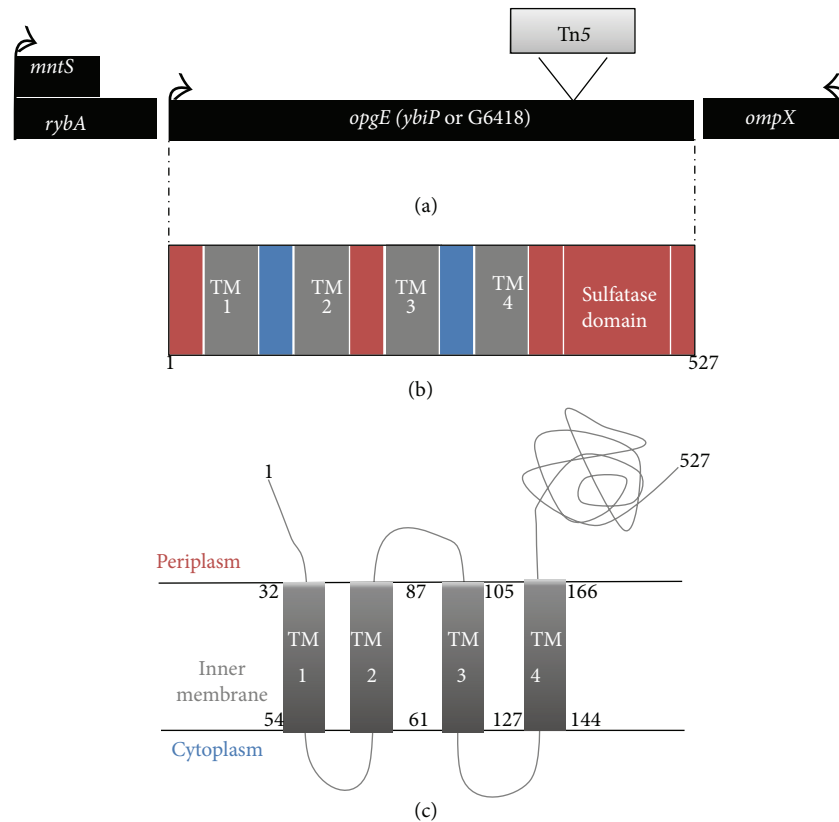 Tn5
mntS
rybA
opgE (ybiP or G6418)
ompX
(a)
TM
1
TM
2
TM
3
TM
4
Sulfatase
domain
1
527
(b)
1
527
Periplasm
32
87
105
166
TM
1
TM
2
TM
3
TM
4
Inner
membrane
54
61
127
144
Cytoplasm
(c)